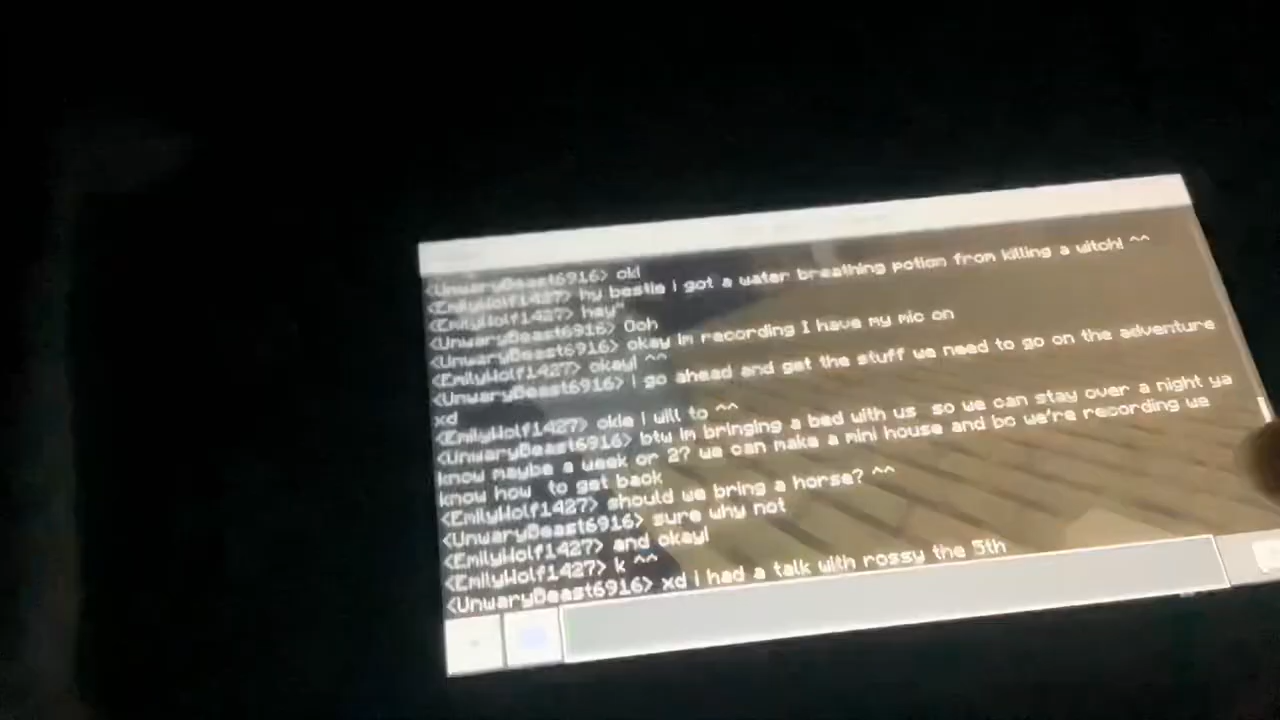 <UnwaryBeast6916> ok!
<EmilyWolf1427> hy bestie i got a water breathing potion from killing a witch! ^^
<EmilyWolf1427> hey"
<UnwaryBeast6916> Ooh
<UnwaryBeast6916> okay Im recording I have my mic on
<EmilyWolf1427> okay! ^^
<UnwaryBeast6916> I go ahead and get the stuff we need to go on the adventure
xd
<EmilyWolf1427> okie I will to ^^
<UnwaryBeast6916> btw im bringing a bed with us so we can stay over a night ya
know maybe a week or 2? we can make a mini house and bc we're recording we
know how to get back
<EmilyWolf1427> should we bring a horse? ^^
<UnwaryBeast6916> sure why not
<EmilyWolf1427> and okay!
<EmilyWolf1427> k ^^
<UnwaryBeast6916> xd i had a talk with rossy the 5th